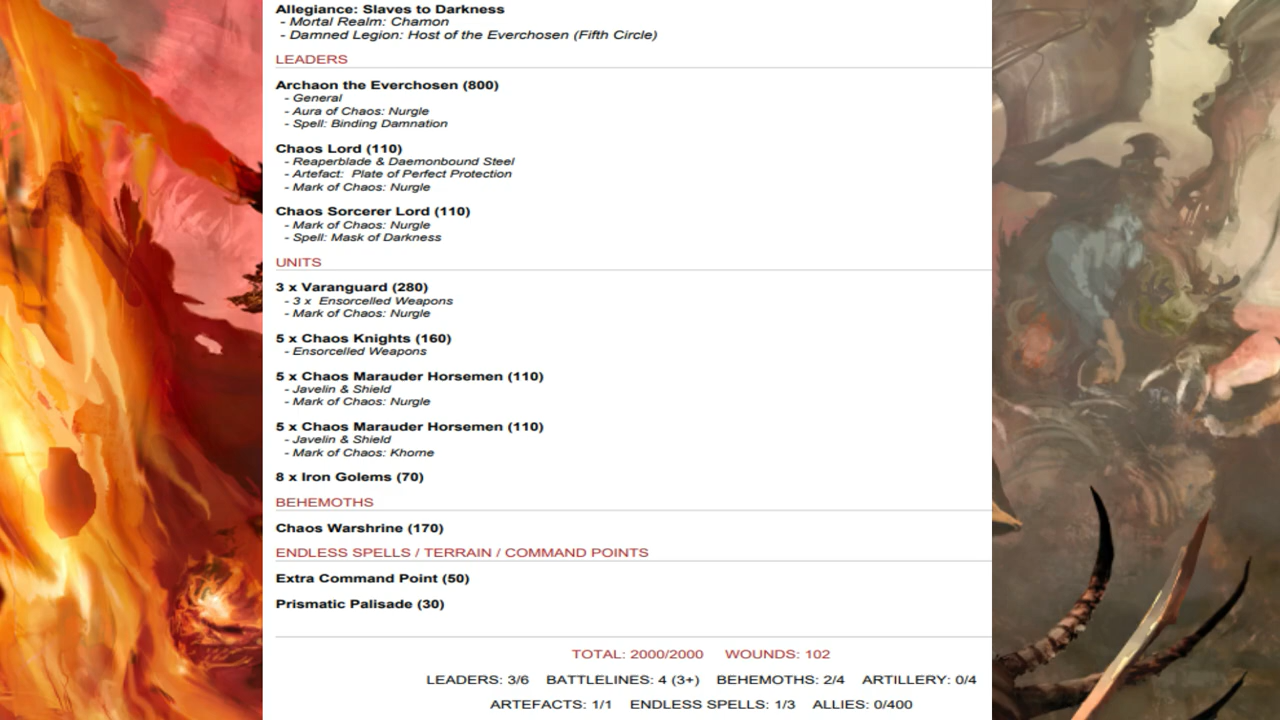 Allegiance: Slaves to Darkness
- Mortal Realm: Chamon
- Damned Legion: Host of the Everchosen (Fifth Circle)
LEADERS
Archaon the Everchosen (800)
- General
- Aura of Chaos: Nurgle
- Spell: Binding Damnation
Chaos Lord (110)
- Reaperblade & Daemonbound Steel
- Artefact: Plate of Perfect Protection
- Mark of Chaos: Nurgle
Chaos Sorcerer Lord (110)
- Mark of Chaos: Nurgle
- Spell: Mask of Darkness
UNITS
3 x Varanguard (280)
- 3 x Ensorcelled Weapons
- Mark of Chaos: Nurgle
5 x Chaos Knights (160)
- Ensorcelled Weapons
5 x Chaos Marauder Horsemen (110)
- Javelin & Shield
- Mark of Chaos: Nurgle
5 x Chaos Marauder Horsemen (110)
- Javelin & Shield
- Mark of Chaos: Khorne
8 x Iron Golems (70)
BEHEMOTHS
Chaos Warshrine (170)
ENDLESS SPELLS / TERRAIN / COMMAND POINTS
Extra Command Point (50)
Prismatic Palisade (30)
TOTAL: 2000/2000 WOUNDS: 102
LEADERS: 3/6 BATTLELINES: 4 (3+) BEHEMOTHS: 2/4 ARTILLERY: 0/4
ARTEFACTS: 1/1 ENDLESS SPELLS: 1/3 ALLIES: 0/400